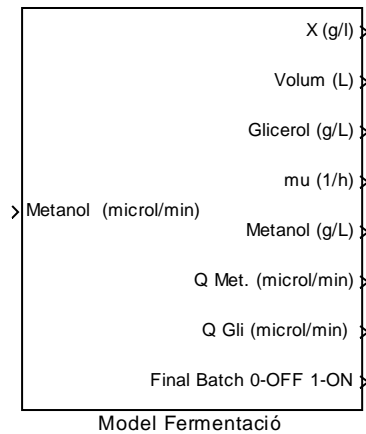 X (g/l)
Volum (L)
Glicerol (g/L)
mu (1/h)
Metanol (microl/min)
Metanol (g/L)
Q Met. (microl/min)
Q Gli (microl/min)
Final Batch 0-OFF 1-ON
Model Fermentació